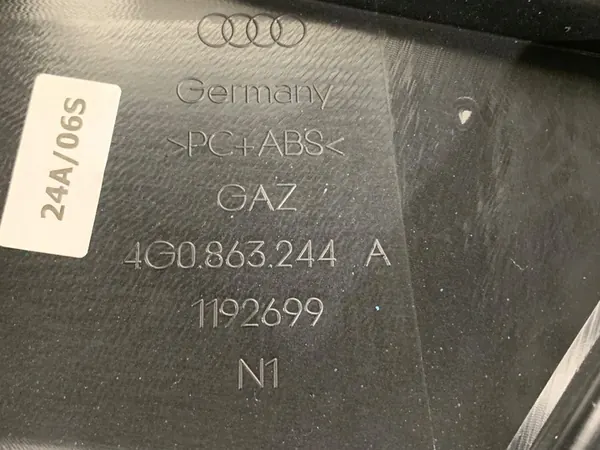 Germany
>PC+ABS<
24A/06S
GAZ
4G0.863.244 A
1192699
N1